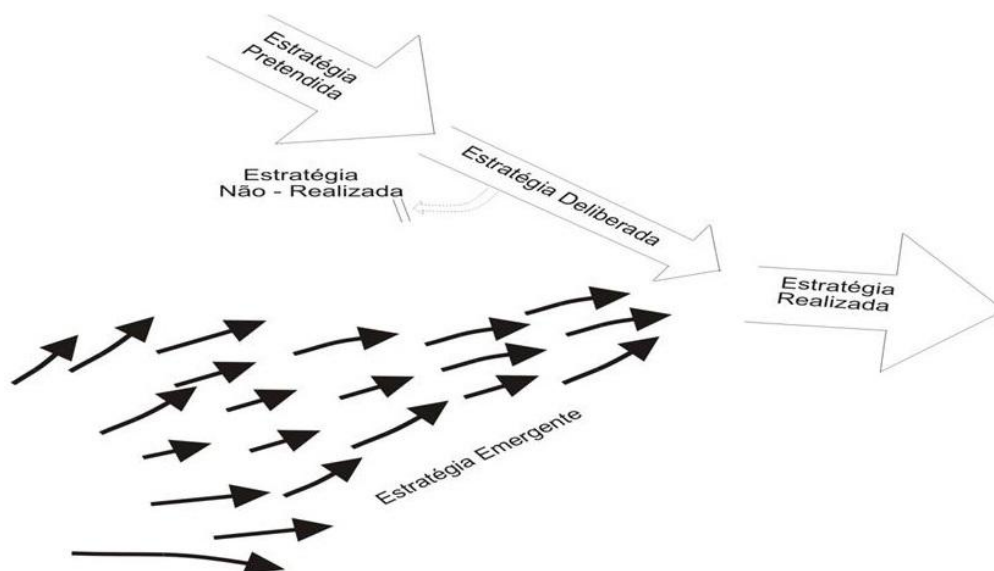 Estratégia
Pretendida
Estratégia
Não - Realizada
Estratégia Deliberada
Estratégia
Realizada
Estratégia Emergente